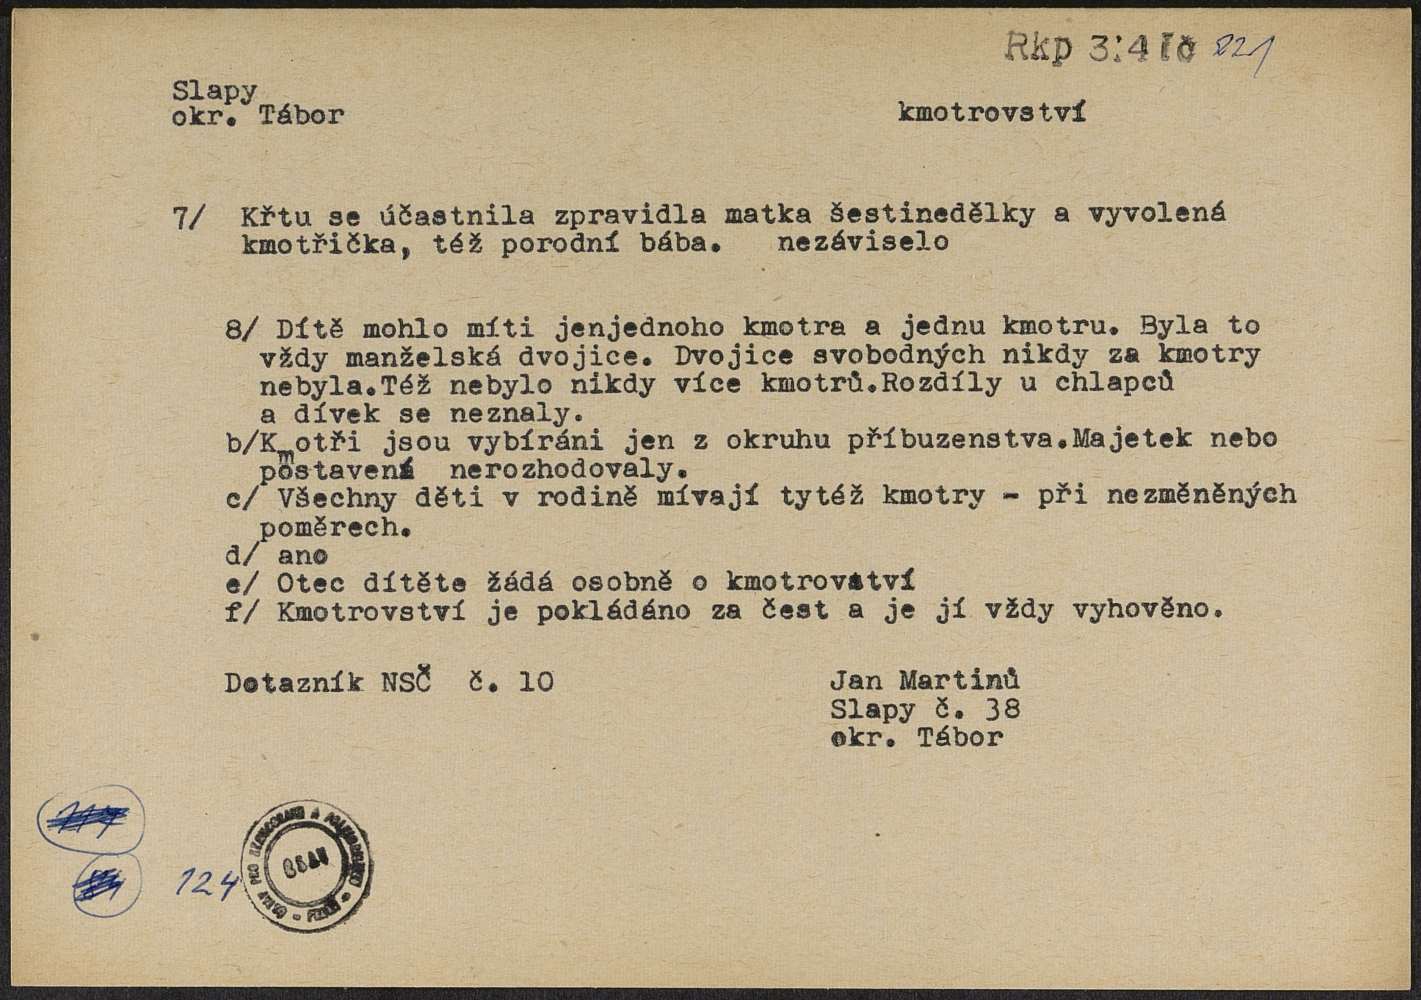 Rkp 314 Ič 221
Slapy
okr. Tábor
kmotrovství
7/ Křtu se účastnila zpravidla matka šestinedělky a vyvolená
kmotřička, též porodní bába. nezáviselo
8/ Dítě mohlo míti jenjednoho kmotra a jednu kmotru. Byla to
vždy manželská dvojice. Dvojice svobodných nikdy za kmotry
nebyla.Též nebylo nikdy více kmotrů.Rozdíly u chlapců
a dívek se neznaly.
b/Kmotři jsou vybíráni jen z okruhu příbuzenstva.Majetek nebo
postavení nerozhodovaly.
c/ Všechny děti v rodině mívají tytéž kmotry - při nezměněných
poměrech.
d/ ano
e/ Otec dítěte žádá osobně o kmotrovství
f/ Kmotrovství je pokládáno za čest a je jí vždy vyhověno.
Dotazník NSČ č. 10
Jan Martinů
Slapy č. 38
okr. Tábor
124
ČSAV